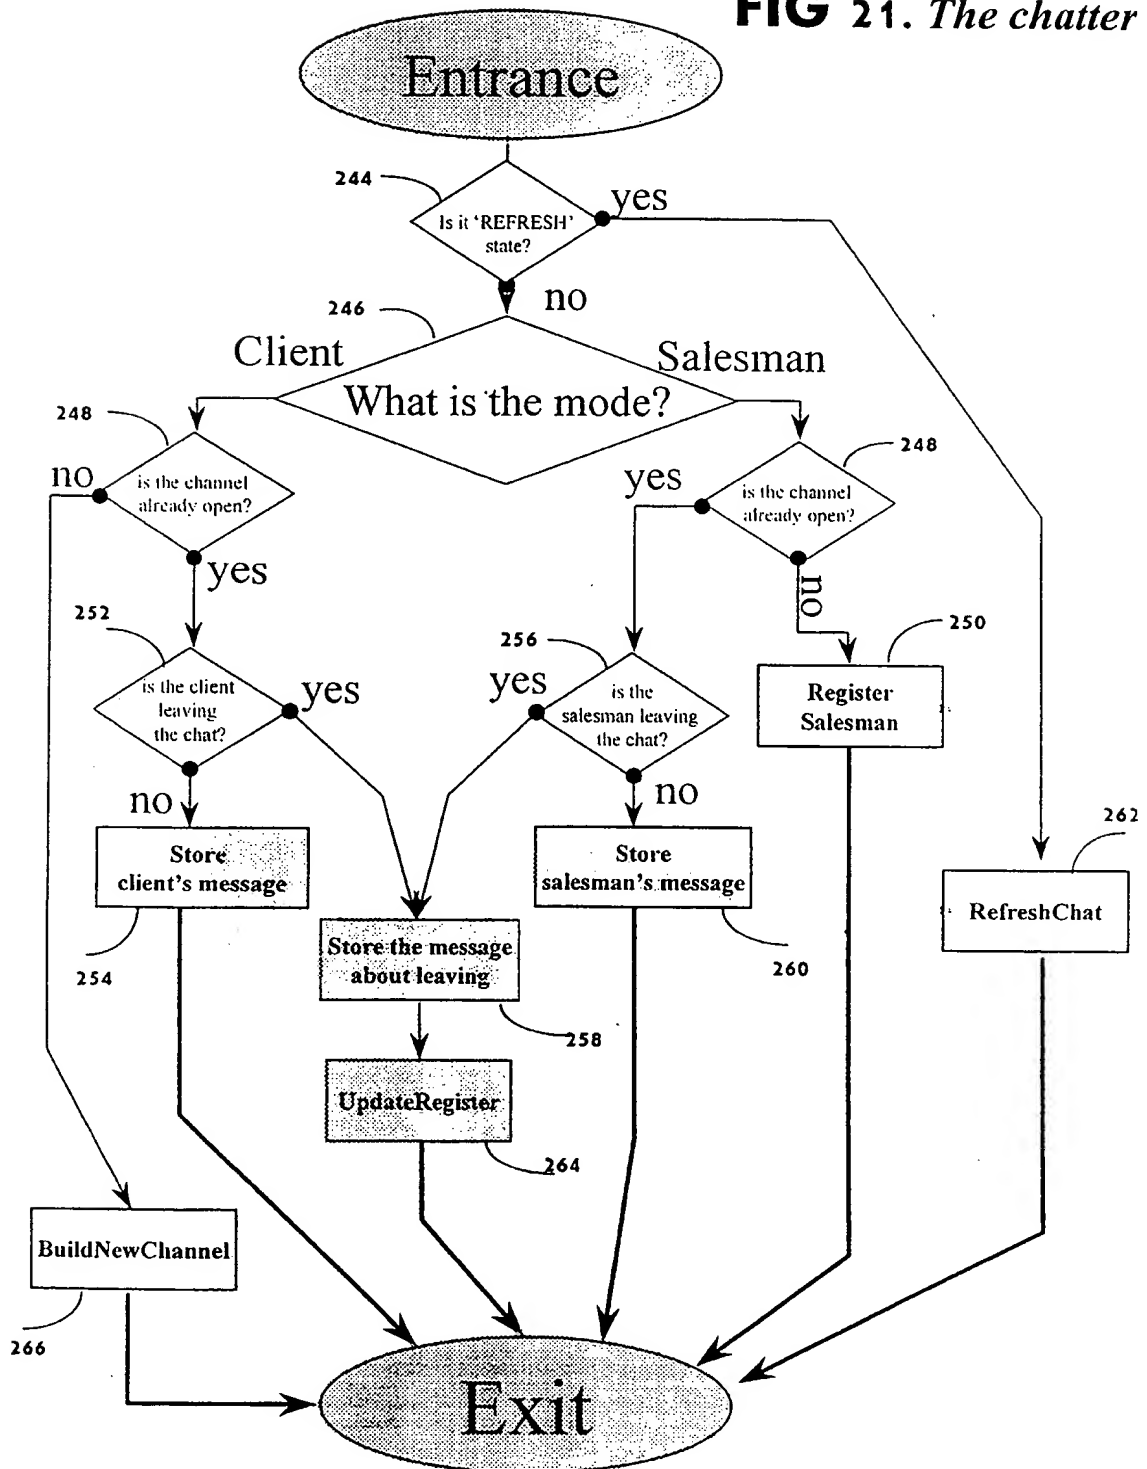 FIG 21. The chatter
Entrance
244
yes
Is it 'REFRESH'
state?
no
246
Client
Salesman
What is the mode?
248
248
no
is the channel
already open?
yes
is the channel
already open?
yes
no
252
256
250
is the client
leaving
the chat?
yes
yes
is the
salesman leaving
the chat?
Register
Salesman
no
no
262
Store
client's message
Store
salesman's message
RefreshChat
Store the message
about leaving
254
260
258
UpdateRegister
264
BuildNewChannel
266
Exit